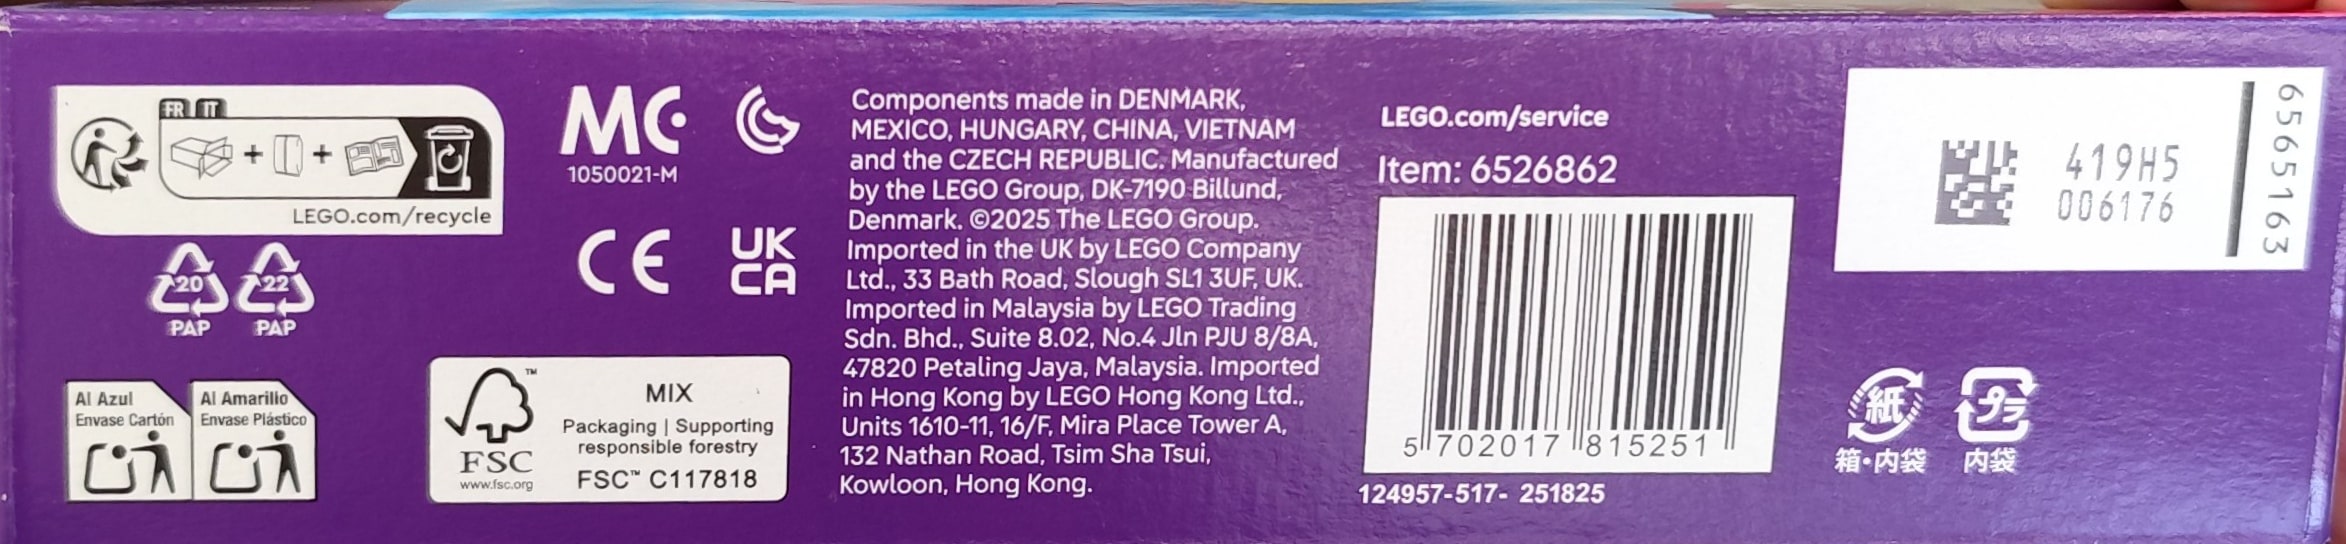 FR IT
+ +
LEGO.com/recycle
20
PAP
22
PAP
Al Azul
Envase Cartón
Al Amarillo
Envase Plástico
1050021-M
CE
UK
CA
FSC
TM
www.fsc.org
MIX
Packaging | Supporting
responsible forestry
FSC™ C117818
Components made in DENMARK,
MEXICO, HUNGARY, CHINA, VIETNAM
and the CZECH REPUBLIC. Manufactured
by the LEGO Group, DK-7190 Billund,
Denmark. ©2025 The LEGO Group.
Imported in the UK by LEGO Company
Ltd., 33 Bath Road, Slough SL1 3UF, UK.
Imported in Malaysia by LEGO Trading
Sdn. Bhd., Suite 8.02, No.4 Jln PJU 8/8A,
47820 Petaling Jaya, Malaysia. Imported
in Hong Kong by LEGO Hong Kong Ltd.,
Units 1610-11, 16/F, Mira Place Tower A,
132 Nathan Road, Tsim Sha Tsui,
Kowloon, Hong Kong.
LEGO.com/service
Item: 6526862
5 702017 815251
124957-517- 251825
419H5
006176
6565163
紙
箱・内袋
プラ
内袋